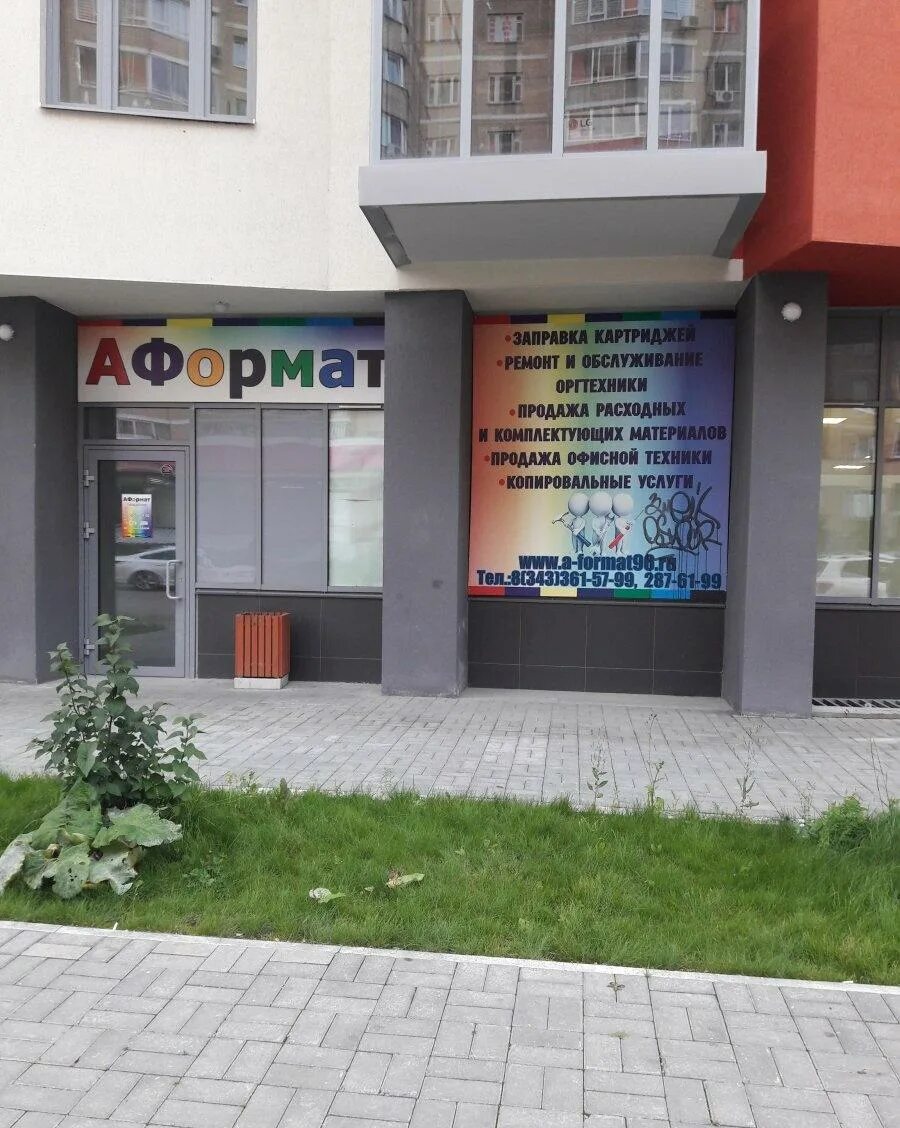 АФормат
•ЗАПРАВКА КАРТРИДЖЕЙ
•РЕМОНТ И ОБСЛУЖИВАНИЕ
ОРГТЕХНИКИ
•ПРОДАЖА РАСХОДНЫХ
И КОМПЛЕКТУЮЩИХ МАТЕРИАЛОВ
•ПРОДАЖА ОФИСНОЙ ТЕХНИКИ
•КОПИРОВАЛЬНЫЕ УСЛУГИ
www.a-format96.ru
Тел.:8(343)361-57-99, 287-61-99
АФормат
LG